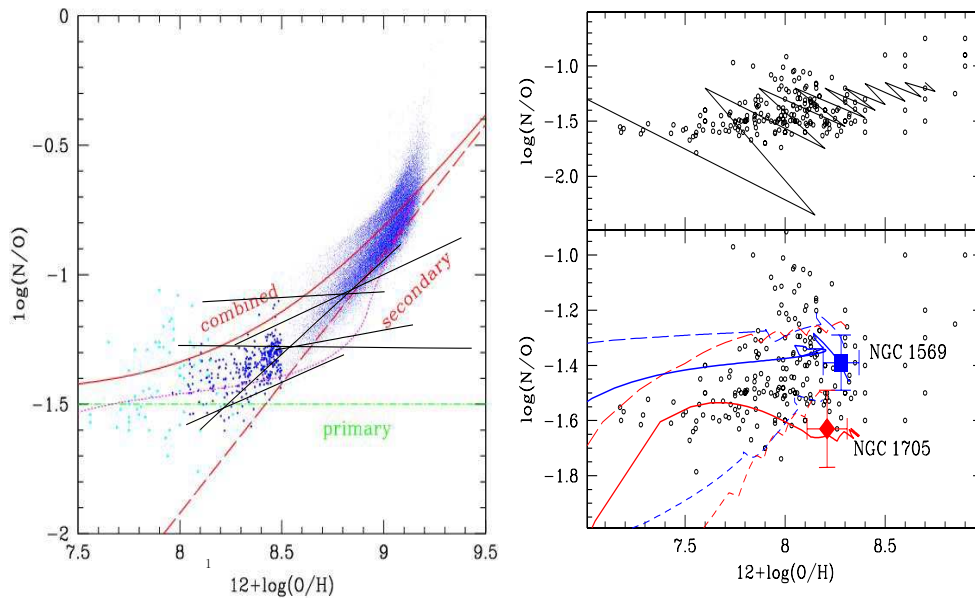 0
−0.5
−1
−1.5
−2
log(N/O)
combined
secondary
primary
7.5 8 8.5 9 9.5
1
12+log(O/H)
−1.0
−1.5
−2.0
log(N/O)
−1.0
−1.2
−1.4
−1.6
−1.8
log(N/O)
NGC 1569
NGC 1705
7.5 8 8.5
12+log(O/H)